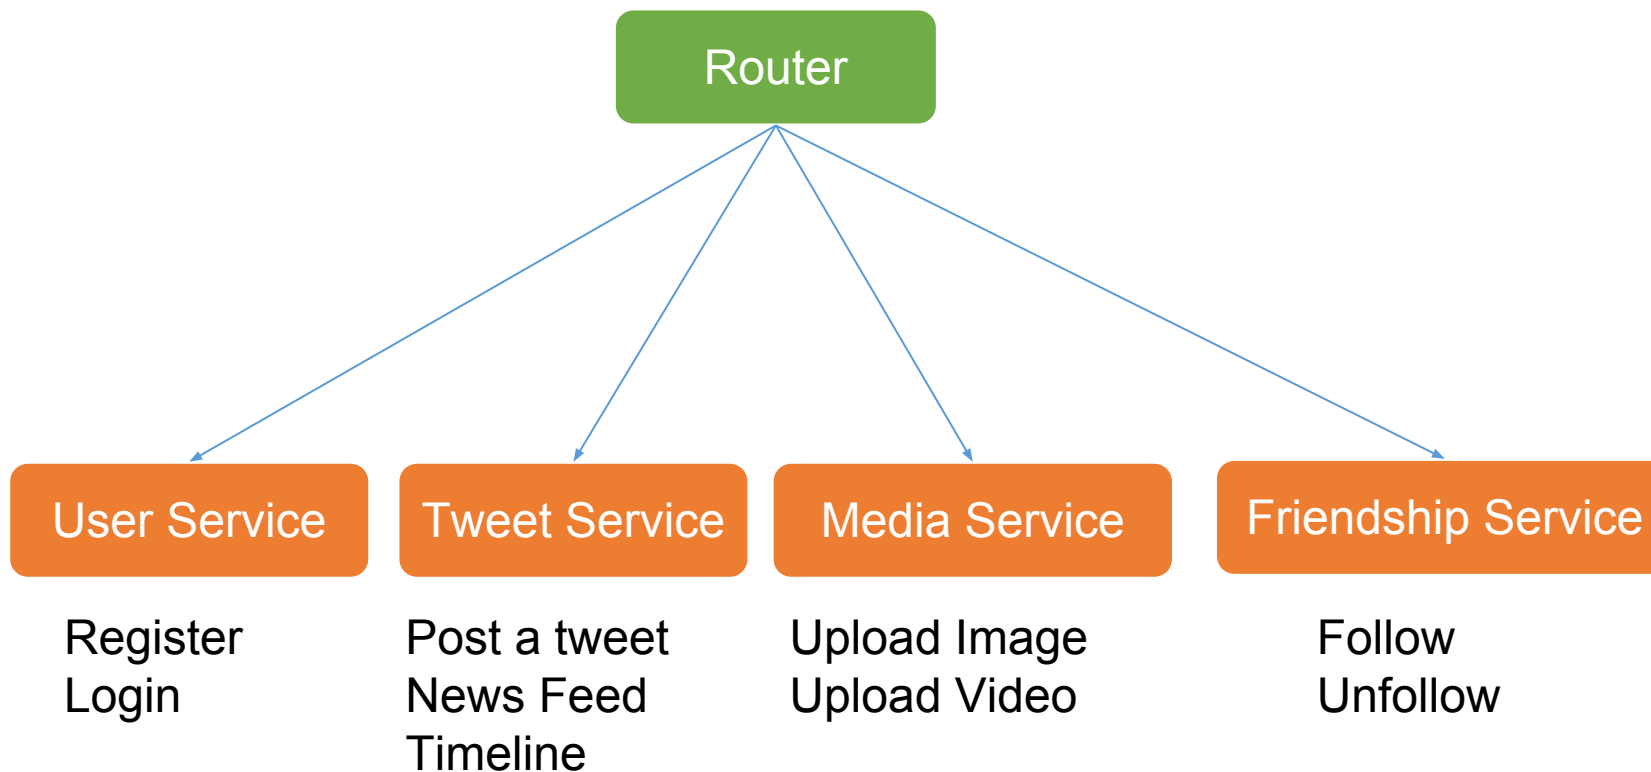 Router
User Service
Tweet Service
Media Service
Friendship Service
Register
Login
Post a tweet
News Feed
Timeline
Upload Image
Upload Video
Follow
Unfollow